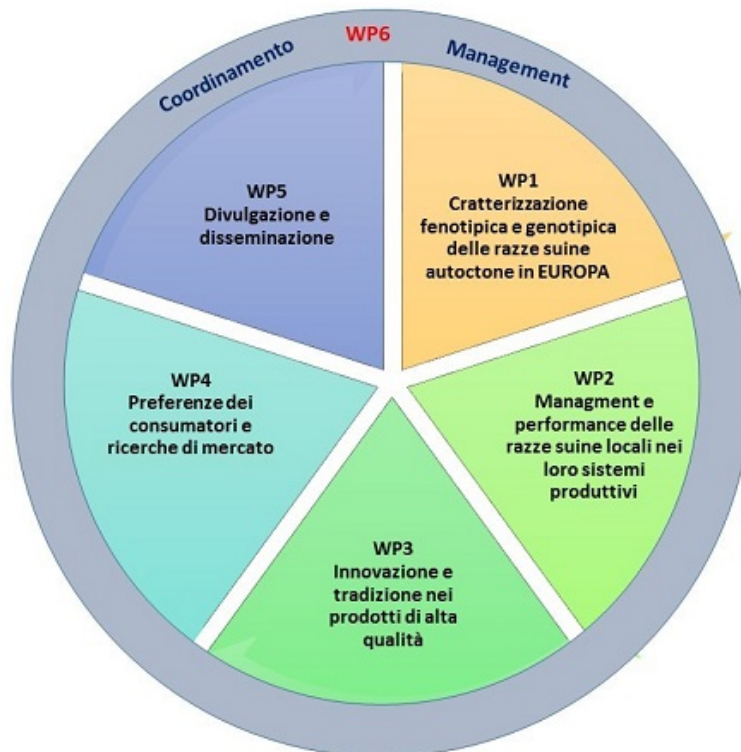 Coordinamento
WP6
Management
WP1
Cratterizzazione
fenotipica e genotipica
delle razze suine
autoctone in EUROPA
WP2
Managment e
performance delle
razze suine locali nei
loro sistemi
produttivi
WP3
Innovazione e
tradizione nei
prodotti di alta
qualità
WP4
Preferenze dei
consumatori e
ricerche di mercato
WP5
Divulgazione e
disseminazione